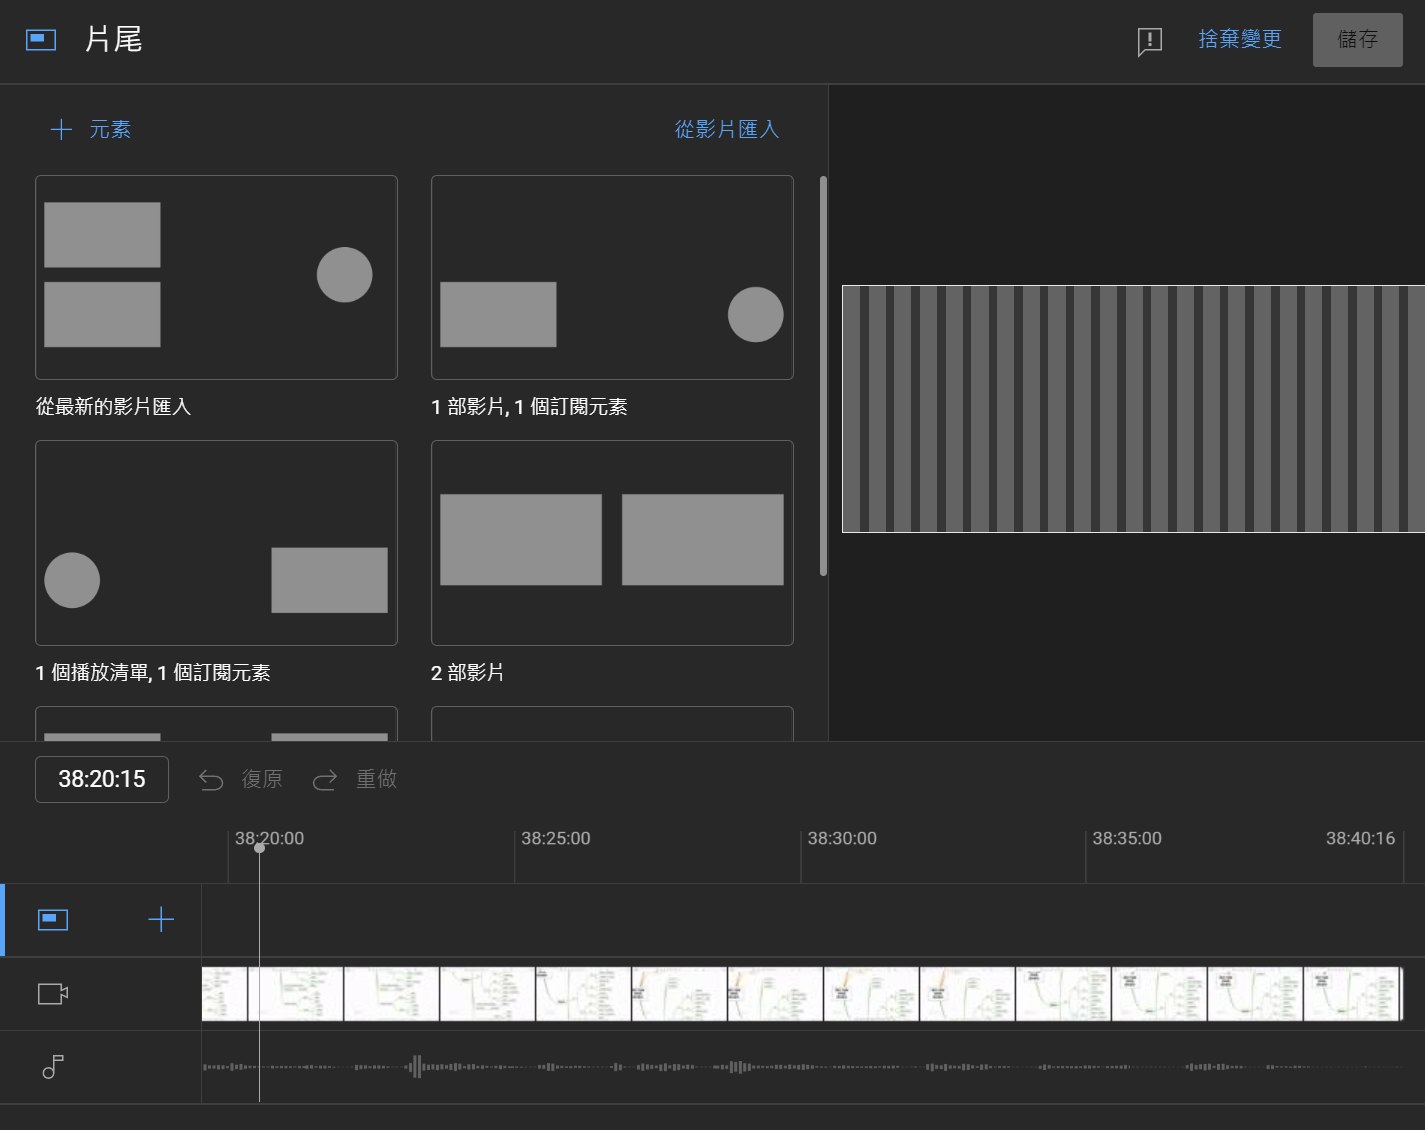 片尾
捨棄變更
儲存
元素
從影片匯入
從最新的影片匯入
1 部影片, 1 個訂閱元素
1 個播放清單, 1 個訂閱元素
2 部影片
38:20:15
復原
重做
38:20:00
38:25:00
38:30:00
38:35:00
38:40:16